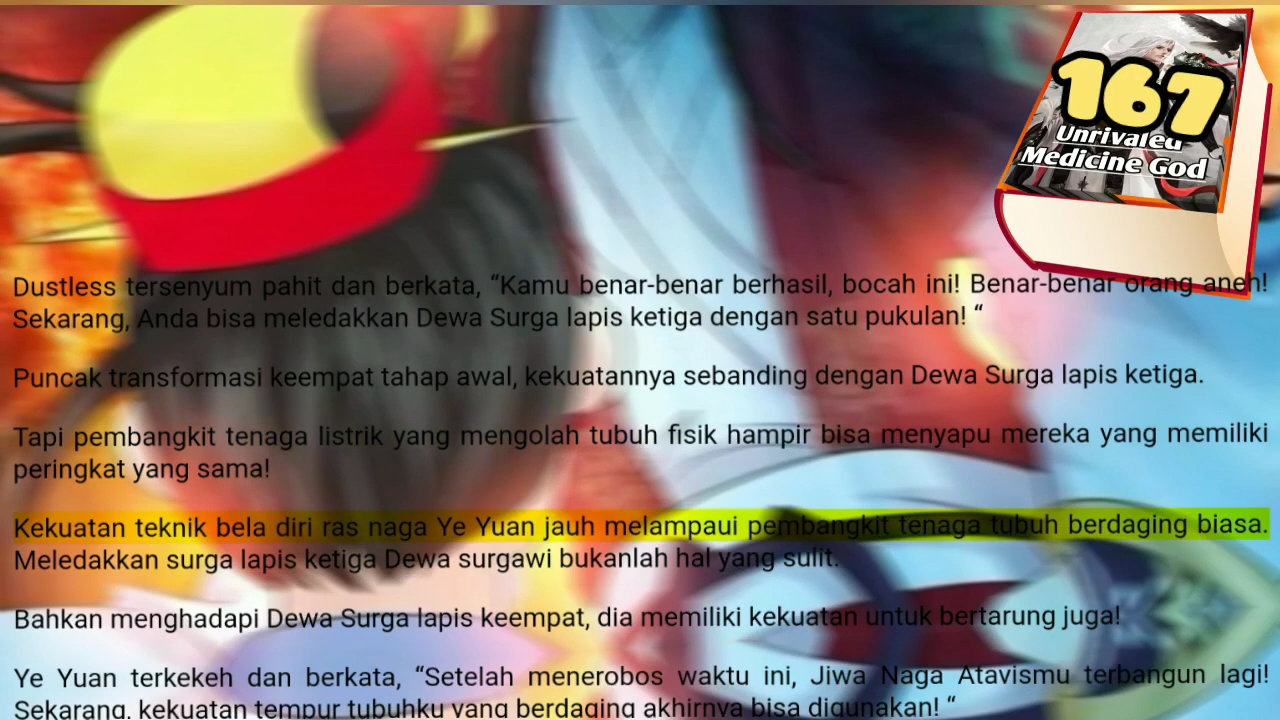 167
Unrivaled
Medicine God
Dustless tersenyum pahit dan berkata, “Kamu benar-benar berhasil, bocah ini! Benar-benar orang aneh!
Sekarang, Anda bisa meledakkan Dewa Surga lapis ketiga dengan satu pukulan! “
Puncak transformasi keempat tahap awal, kekuatannya sebanding dengan Dewa Surga lapis ketiga.
Tapi pembangkit tenaga listrik yang mengolah tubuh fisik hampir bisa menyapu mereka yang memiliki
peringkat yang sama!
Kekuatan teknik bela diri ras naga Ye Yuan jauh melampaui pembangkit tenaga tubuh berdaging biasa.
Meledakkan surga lapis ketiga Dewa surgawi bukanlah hal yang sulit.
Bahkan menghadapi Dewa Surga lapis keempat, dia memiliki kekuatan untuk bertarung juga!
Ye Yuan terkekeh dan berkata, “Setelah menerobos waktu ini, Jiwa Naga Atavismu terbangun lagi!
Sekarang, kekuatan tempur tubuhku yang berdaging akhirnya bisa digunakan! “